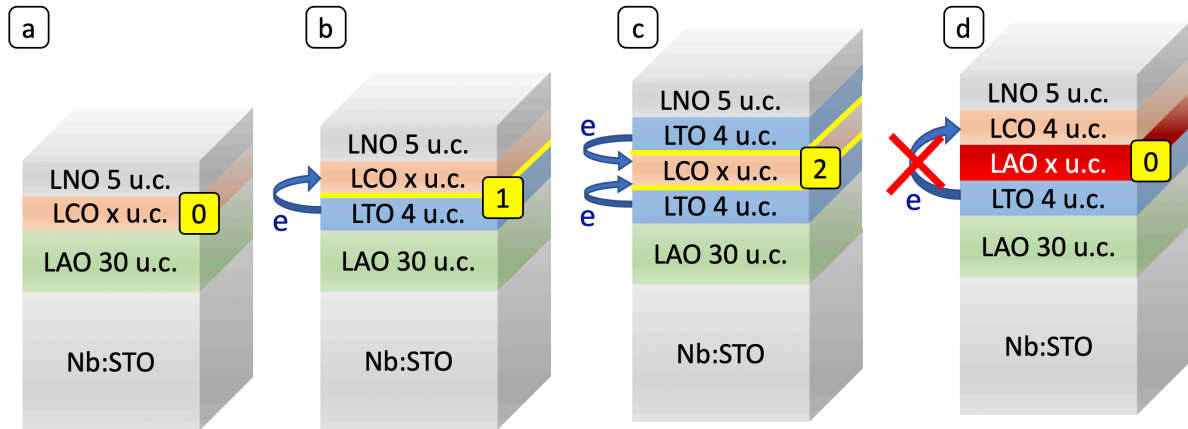 a
LNO 5 u.c.
LCO x u.c.
0
LAO 30 u.c.
Nb:STO
b
LNO 5 u.c.
LCO x u.c.
1
e
LTO 4 u.c.
LAO 30 u.c.
Nb:STO
c
LNO 5 u.c.
e
LTO 4 u.c.
LCO x u.c.
2
e
LTO 4 u.c.
LAO 30 u.c.
Nb:STO
d
LNO 5 u.c.
LCO 4 u.c.
LAO x u.c.
0
e
LTO 4 u.c.
LAO 30 u.c.
Nb:STO